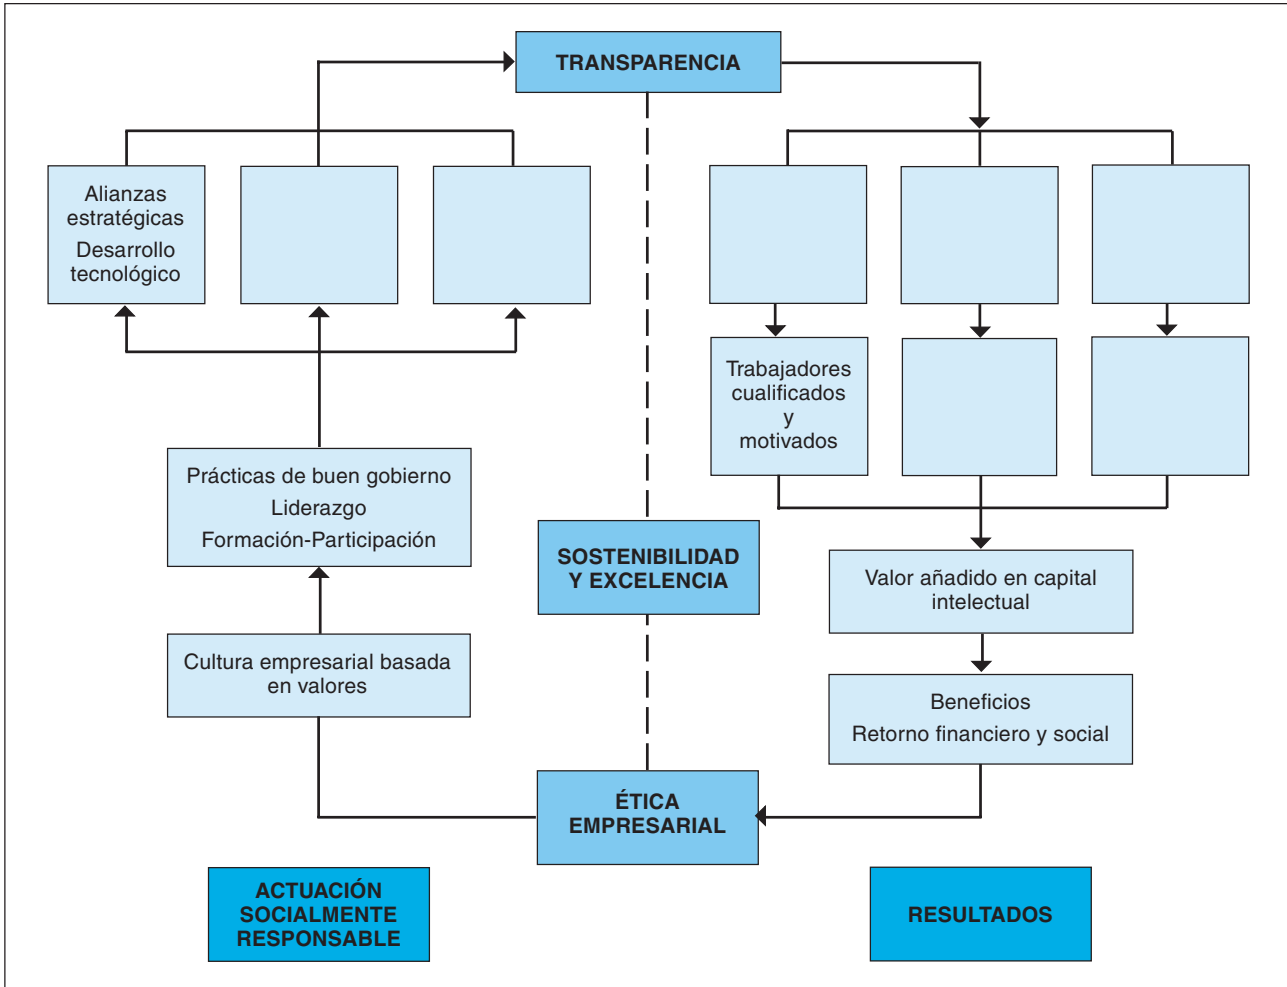 TRANSPARENCIA
Alianzas
estratégicas
Desarrollo
tecnológico
Trabajadores
cualificados
y
motivados
Prácticas de buen gobierno
Liderazgo
Formación-Participación
SOSTENIBILIDAD
Y EXCELENCIA
Valor añadido en capital
intelectual
Cultura empresarial basada
en valores
Beneficios
Retorno financiero y social
ÉTICA
EMPRESARIAL
ACTUACIÓN
SOCIALMENTE
RESPONSABLE
RESULTADOS